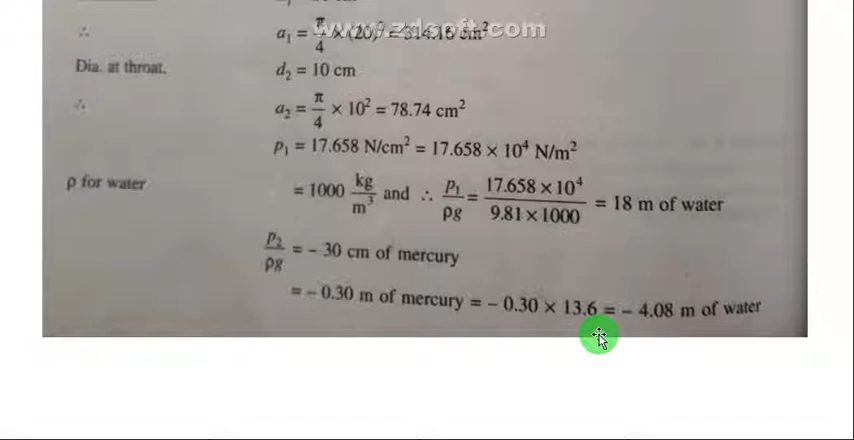 www.zdsoft.com
∴ a₁ = π/4 × (20)² = 314.16 cm²
Dia. at throat, d₂ = 10 cm
∴ a₂ = π/4 × 10² = 78.74 cm²
p₁ = 17.658 N/cm² = 17.658 × 10⁴ N/m²
ρ for water = 1000 kg/m³ and ∴ p₁/ρg = 17.658 × 10⁴/9.81 × 1000 = 18 m of water
p₂/ρg = – 30 cm of mercury
= – 0.30 m of mercury = – 0.30 × 13.6 = – 4.08 m of water